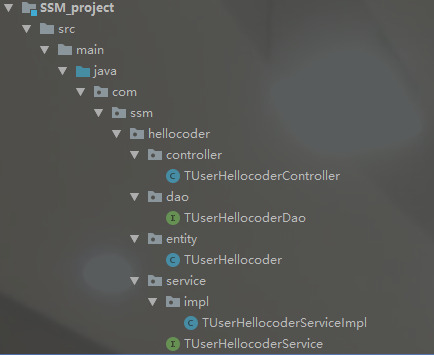 SSM_project
src
main
java
com
ssm
hellocoder
controller
TUserHellocoderController
dao
TUserHellocoderDao
entity
TUserHellocoder
service
impl
TUserHellocoderServiceImpl
TUserHellocoderService